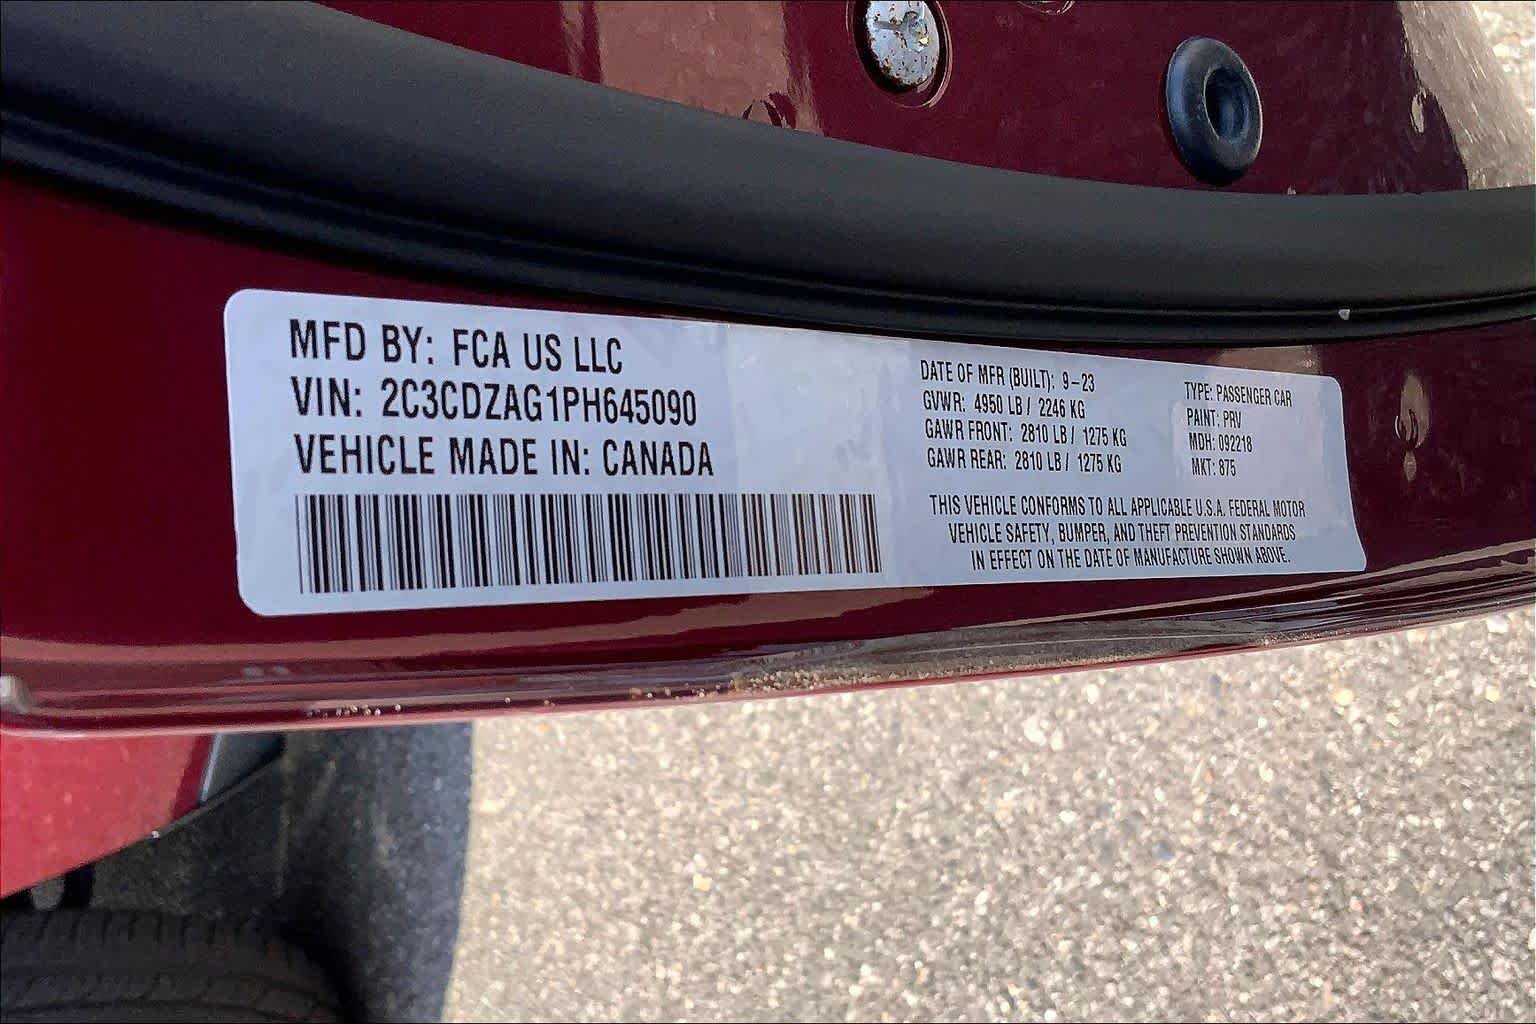 MFD BY: FCA US LLC
VIN: 2C3CDZAG1PH645090
VEHICLE MADE IN: CANADA
DATE OF MFR (BUILT): 9-23
GVWR: 4950 LB / 2246 KG
GAWR FRONT: 2810 LB / 1275 KG
GAWR REAR: 2810 LB / 1275 KG
TYPE: PASSENGER CAR
PAINT: PRV
MDH: 092218
MKT: 875
THIS VEHICLE CONFORMS TO ALL APPLICABLE U.S.A. FEDERAL MOTOR
VEHICLE SAFETY, BUMPER, AND THEFT PREVENTION STANDARDS
IN EFFECT ON THE DATE OF MANUFACTURE SHOWN ABOVE.